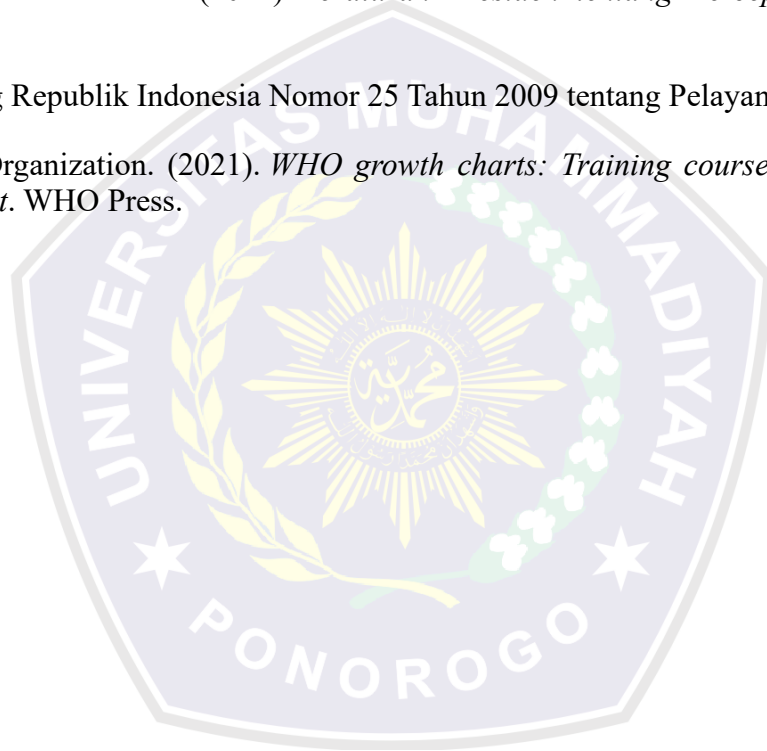 g Republik Indonesia Nomor 25 Tahun 2009 tentang Pelayan
Organization. (2021). WHO growth charts: Training course
t. WHO Press.
UNIVERSITAS MUHAMMADIYAH
محمدية
PONOROGO